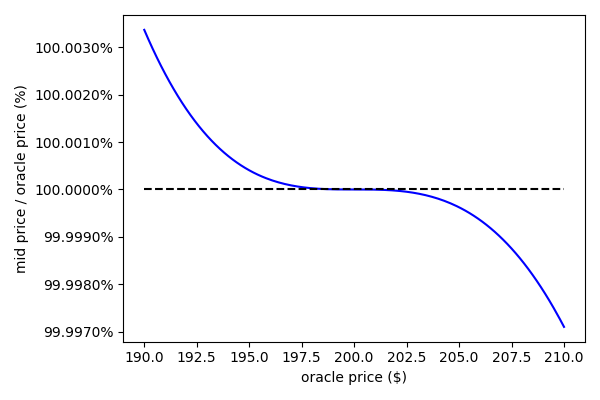 100.0030%
100.0020%
100.0010%
100.0000%
99.9990%
99.9980%
99.9970%
mid price / oracle price (%)
190.0 192.5 195.0 197.5 200.0 202.5 205.0 207.5 210.0
oracle price ($)